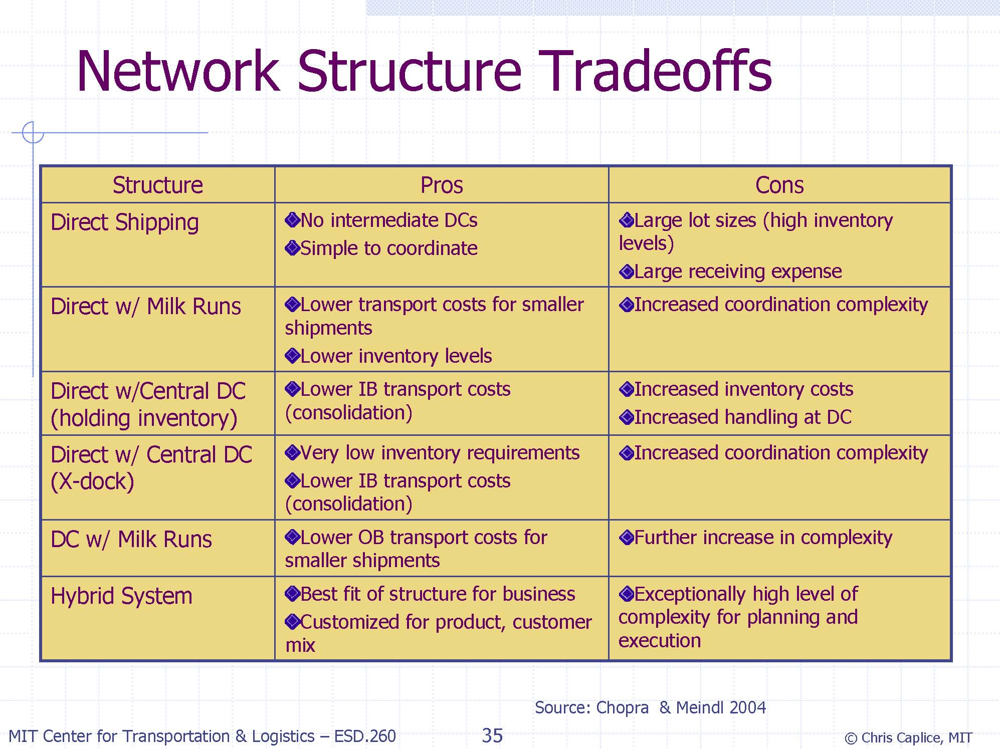 Network Structure Tradeoffs
Structure
Pros
Cons
Direct Shipping
No intermediate DCs
Simple to coordinate
Large lot sizes (high inventory
levels)
Large receiving expense
Direct w/ Milk Runs
Lower transport costs for smaller
shipments
Lower inventory levels
Increased coordination complexity
Direct w/Central DC
(holding inventory)
Lower IB transport costs
(consolidation)
Increased inventory costs
Increased handling at DC
Direct w/ Central DC
(X-dock)
Very low inventory requirements
Lower IB transport costs
(consolidation)
Increased coordination complexity
DC w/ Milk Runs
Lower OB transport costs for
smaller shipments
Further increase in complexity
Hybrid System
Best fit of structure for business
Customized for product, customer
mix
Exceptionally high level of
complexity for planning and
execution
Source: Chopra & Meindl 2004
MIT Center for Transportation & Logistics – ESD.260
35
© Chris Caplice, MIT